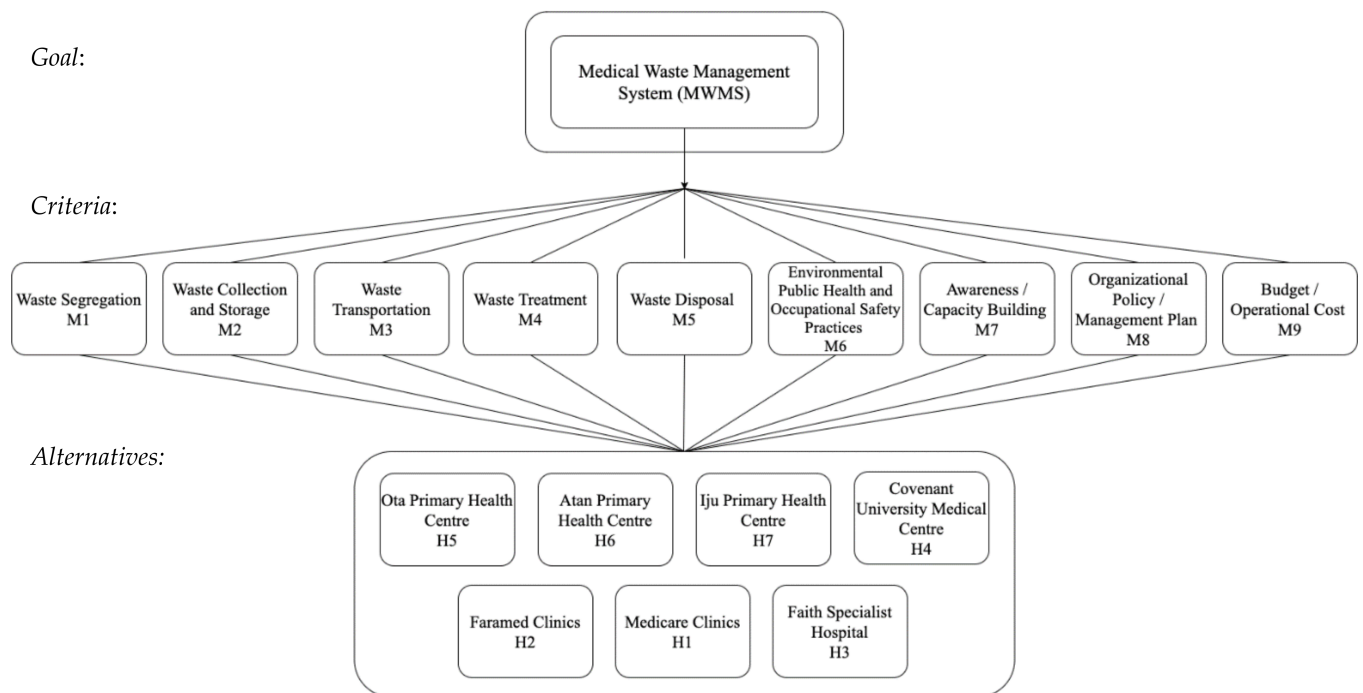 Goal:
Medical Waste Management
System (MWMS)
Criteria:
Waste Segregation
M1
Waste Collection
and Storage
M2
Waste
Transportation
M3
Waste Treatment
M4
Waste Disposal
M5
Environmental
Public Health and
Occupational Safety
Practices
M6
Awareness /
Capacity Building
M7
Organizational
Policy /
Management Plan
M8
Budget /
Operational Cost
M9
Alternatives:
Ota Primary Health
Centre
H5
Atan Primary
Health Centre
H6
Iju Primary Health
Centre
H7
Covenant
University Medical
Centre
H4
Faramed Clinics
H2
Medicare Clinics
H1
Faith Specialist
Hospital
H3